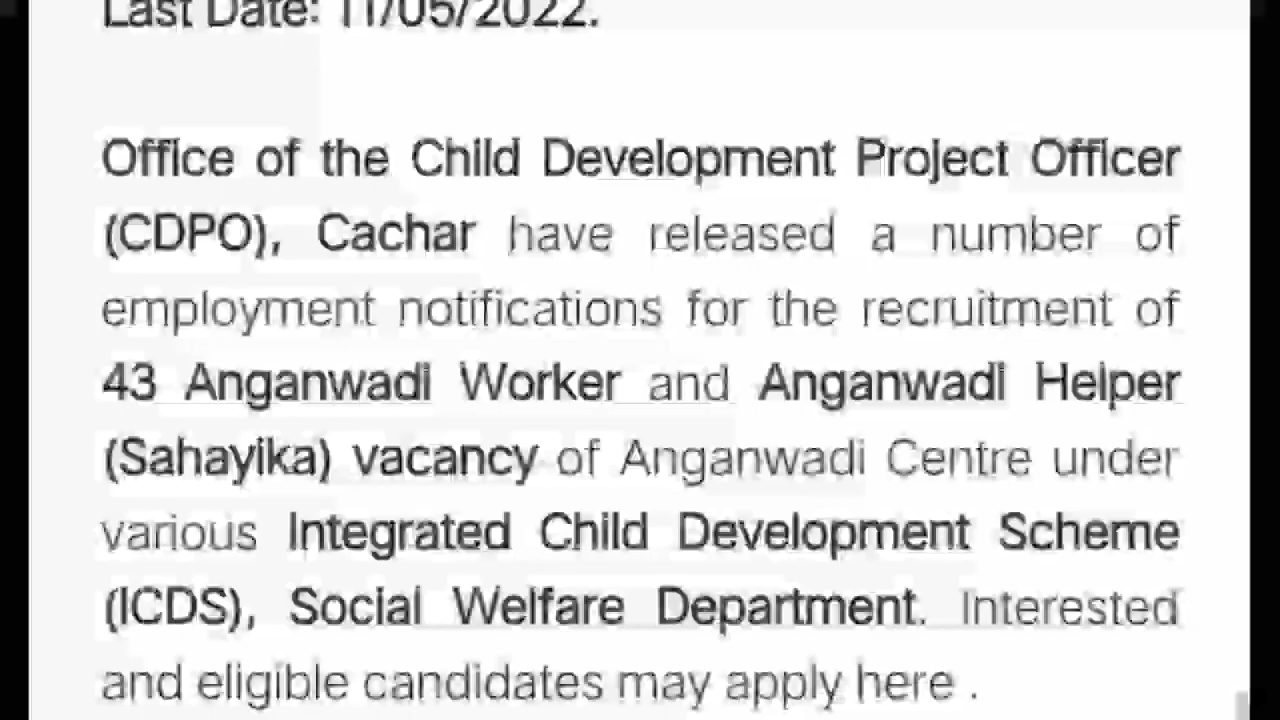 Last Date: 11/05/2022.
Office of the Child Development Project Officer
(CDPO), Cachar have released a number of
employment notifications for the recruitment of
43 Anganwadi Worker and Anganwadi Helper
(Sahayika) vacancy of Anganwadi Centre under
various Integrated Child Development Scheme
(ICDS), Social Welfare Department. Interested
and eligible candidates may apply here .